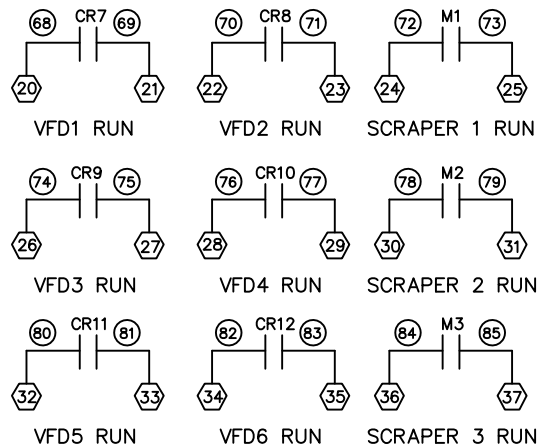 68 CR7 69 70 CR8 71 72 M1 73
20 21 22 23 24 25
VFD1 RUN VFD2 RUN SCRAPER 1 RUN
74 CR9 75 76 CR10 77 78 M2 79
26 27 28 29 30 31
VFD3 RUN VFD4 RUN SCRAPER 2 RUN
80 CR11 81 82 CR12 83 84 M3 85
32 33 34 35 36 37
VFD5 RUN VFD6 RUN SCRAPER 3 RUN